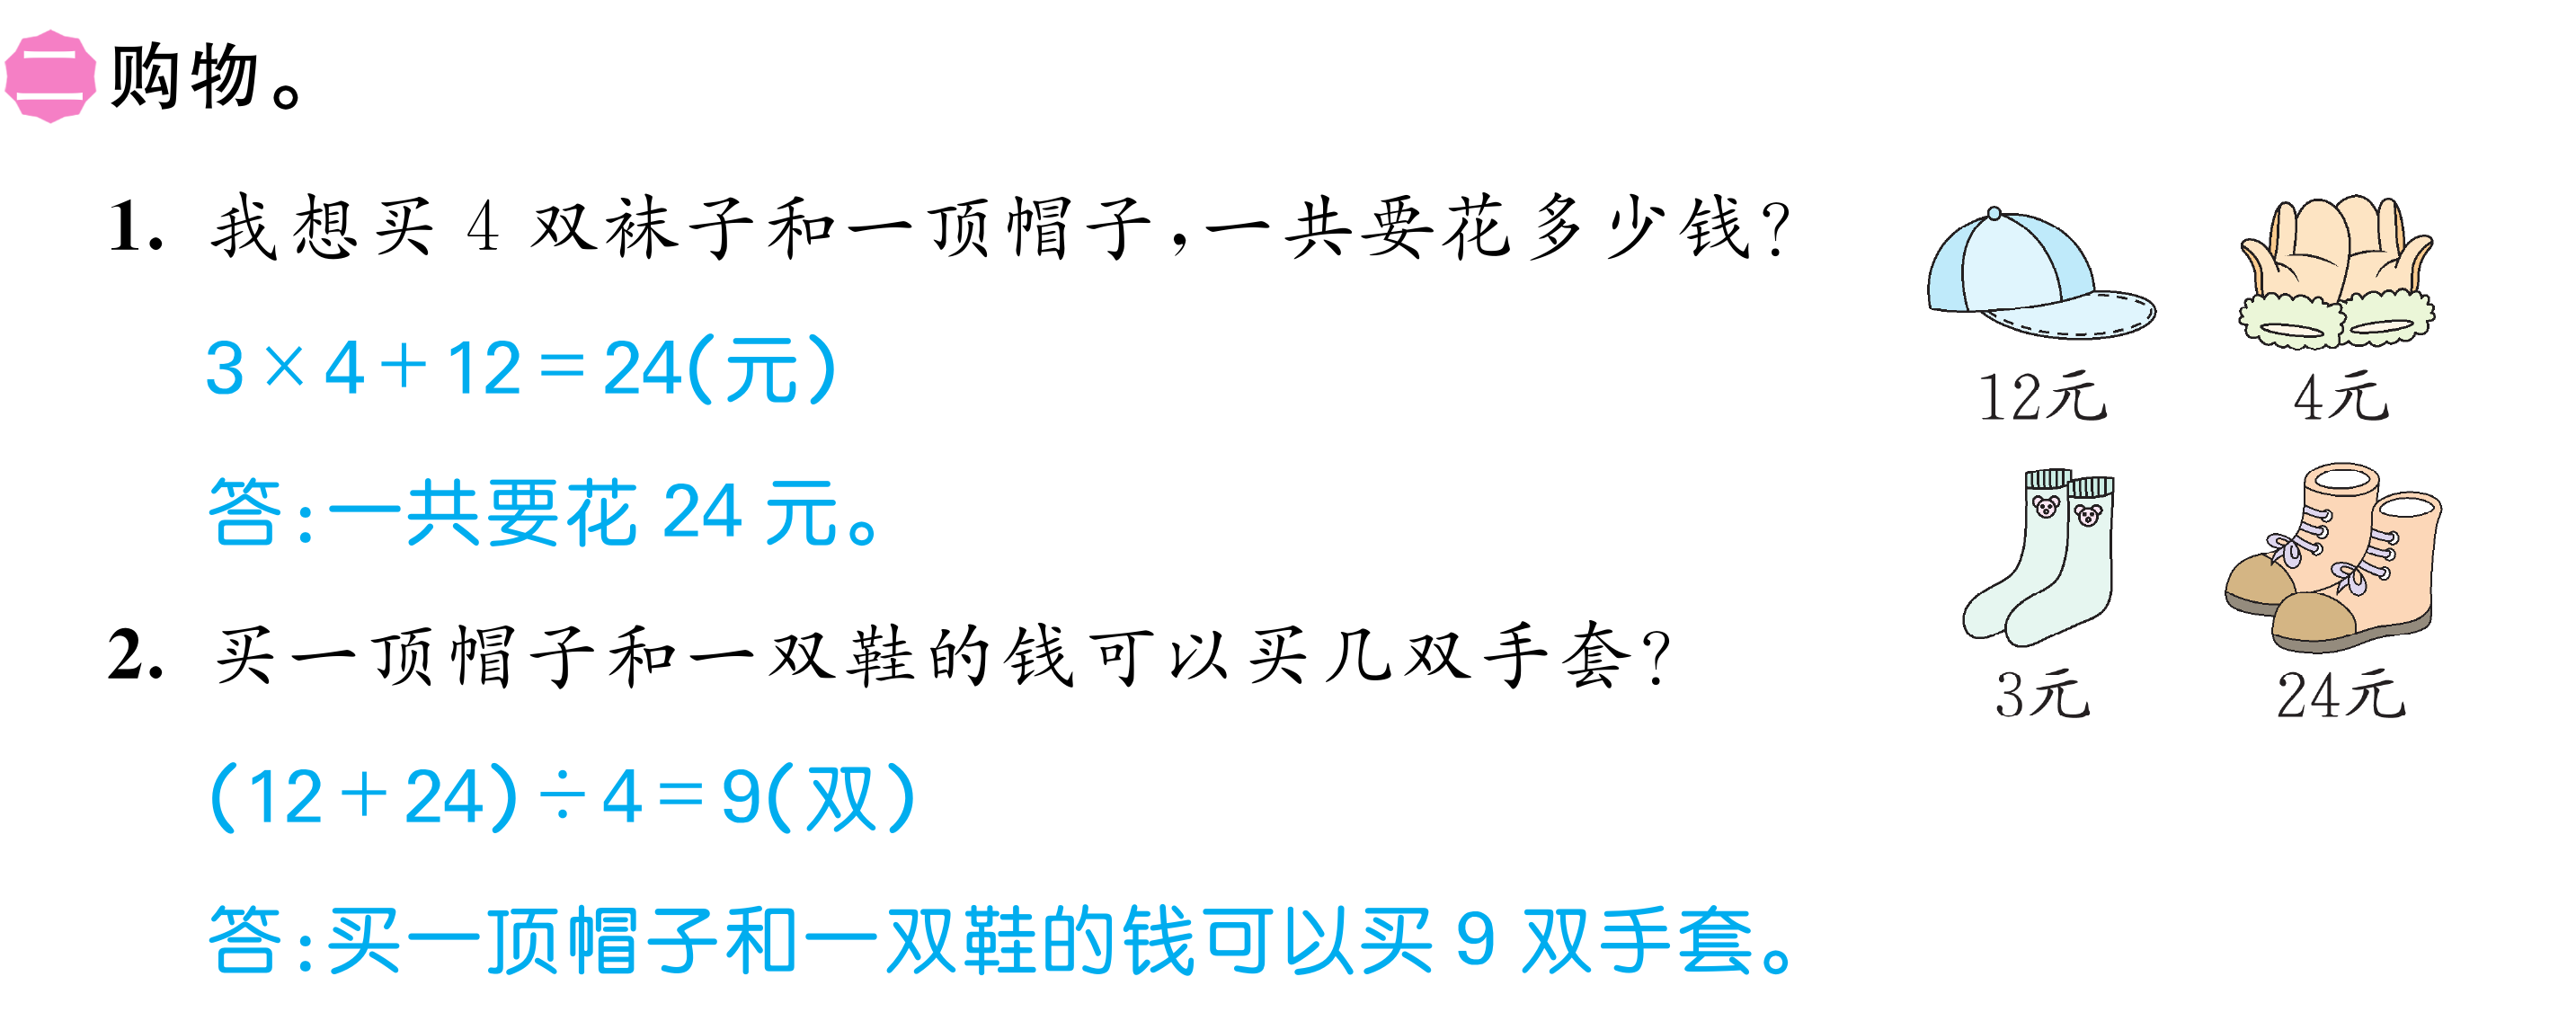 二 购物。
1. 我想买 4 双袜子和一顶帽子,一共要花多少钱?
3×4+12=24(元)
答:一共要花 24 元。
2. 买一顶帽子和一双鞋的钱可以买几双手套?
(12+24)÷4=9(双)
答:买一顶帽子和一双鞋的钱可以买 9 双手套。
12元 4元
3元 24元